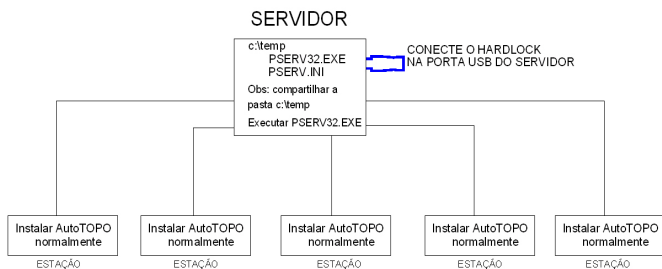 SERVIDOR
c:\temp
PSERV32.EXE
PSERV.INI
Obs: compartilhar a
pasta c:\temp
Executar PSERV32.EXE
CONECTE O HARDLOCK
NA PORTA USB DO SERVIDOR
Instalar AutoTOPO
normalmente
ESTAÇÃO
Instalar AutoTOPO
normalmente
ESTAÇÃO
Instalar AutoTOPO
normalmente
ESTAÇÃO
Instalar AutoTOPO
normalmente
ESTAÇÃO
Instalar AutoTOPO
normalmente
ESTAÇÃO